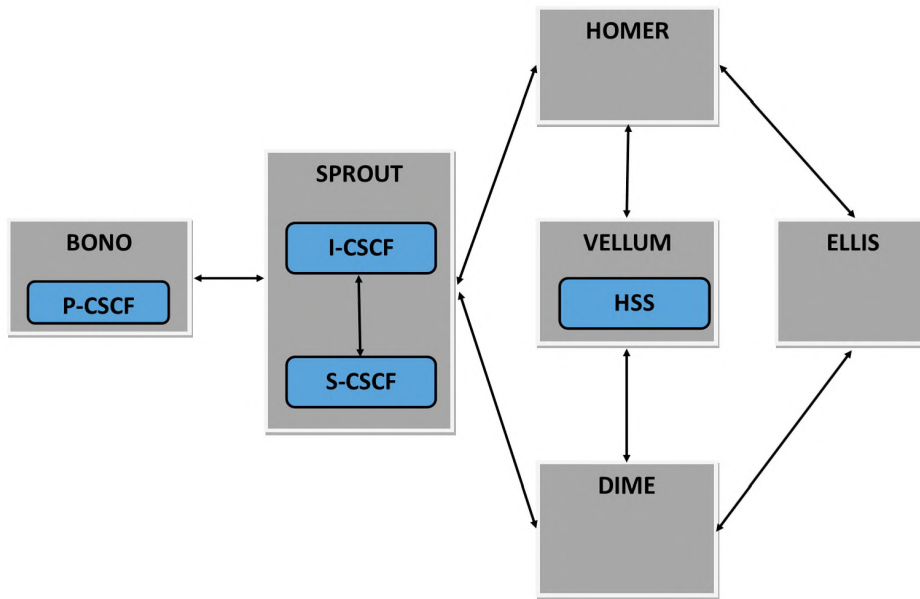 HOMER
SPROUT
I-CSCF
S-CSCF
BONO
P-CSCF
VELLUM
HSS
ELLIS
DIME